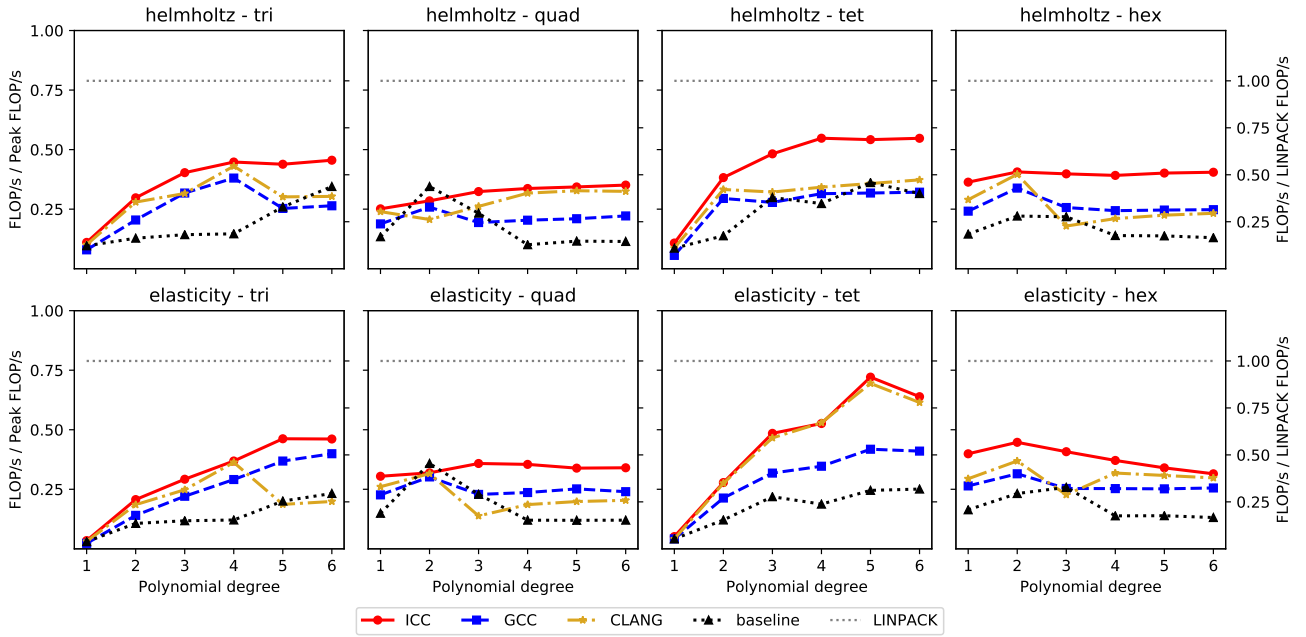 helmholtz - tri
helmholtz - quad
helmholtz - tet
helmholtz - hex
1.00
0.75
0.50
0.25
FLOP/s / Peak FLOP/s
1.00
0.75
0.50
0.25
FLOP/s / LINPACK FLOP/s
elasticity - tri
elasticity - quad
elasticity - tet
elasticity - hex
1.00
0.75
0.50
0.25
FLOP/s / Peak FLOP/s
1.00
0.75
0.50
0.25
FLOP/s / LINPACK FLOP/s
1 2 3 4 5 6
1 2 3 4 5 6
1 2 3 4 5 6
1 2 3 4 5 6
Polynomial degree
Polynomial degree
Polynomial degree
Polynomial degree
ICC GCC CLANG baseline LINPACK